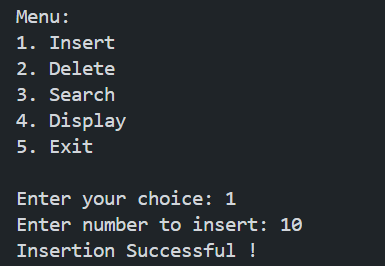 Menu:
1. Insert
2. Delete
3. Search
4. Display
5. Exit
Enter your choice: 1
Enter number to insert: 10
Insertion Successful !